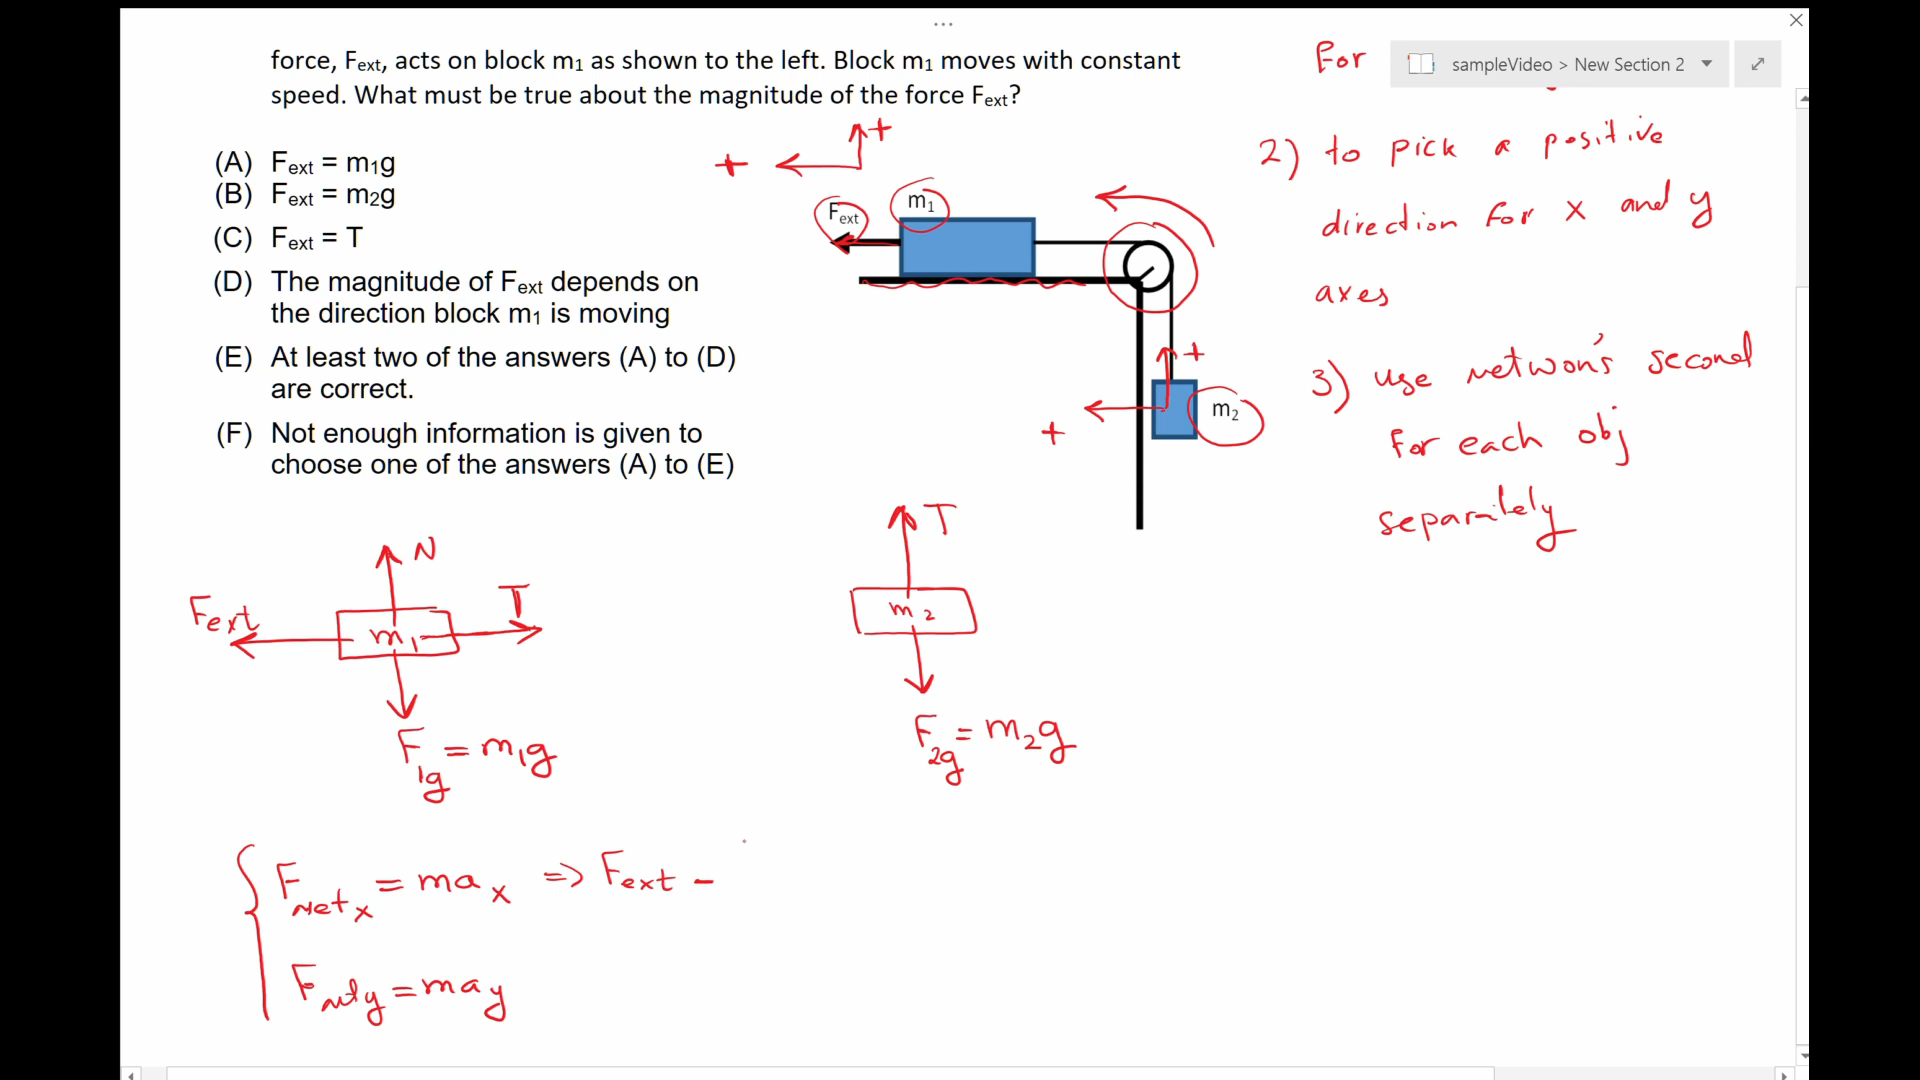 force, Fext, acts on block m1 as shown to the left. Block m1 moves with constant
speed. What must be true about the magnitude of the force Fext?
(A) Fext = m1g
(B) Fext = m2g
(C) Fext = T
(D) The magnitude of Fext depends on
the direction block m1 is moving
(E) At least two of the answers (A) to (D)
are correct.
(F) Not enough information is given to
choose one of the answers (A) to (E)
+
+
Fext
m1
+
+
m2
For
sampleVideo > New Section 2
2) to pick a positive
direction for x and y
axes
3) use netwon's second
For each obj
separately
N
Fext
T
m1
F1g = m1g
T
m2
F2g = m2g
Fnetx = max => Fext -
Fnety = may